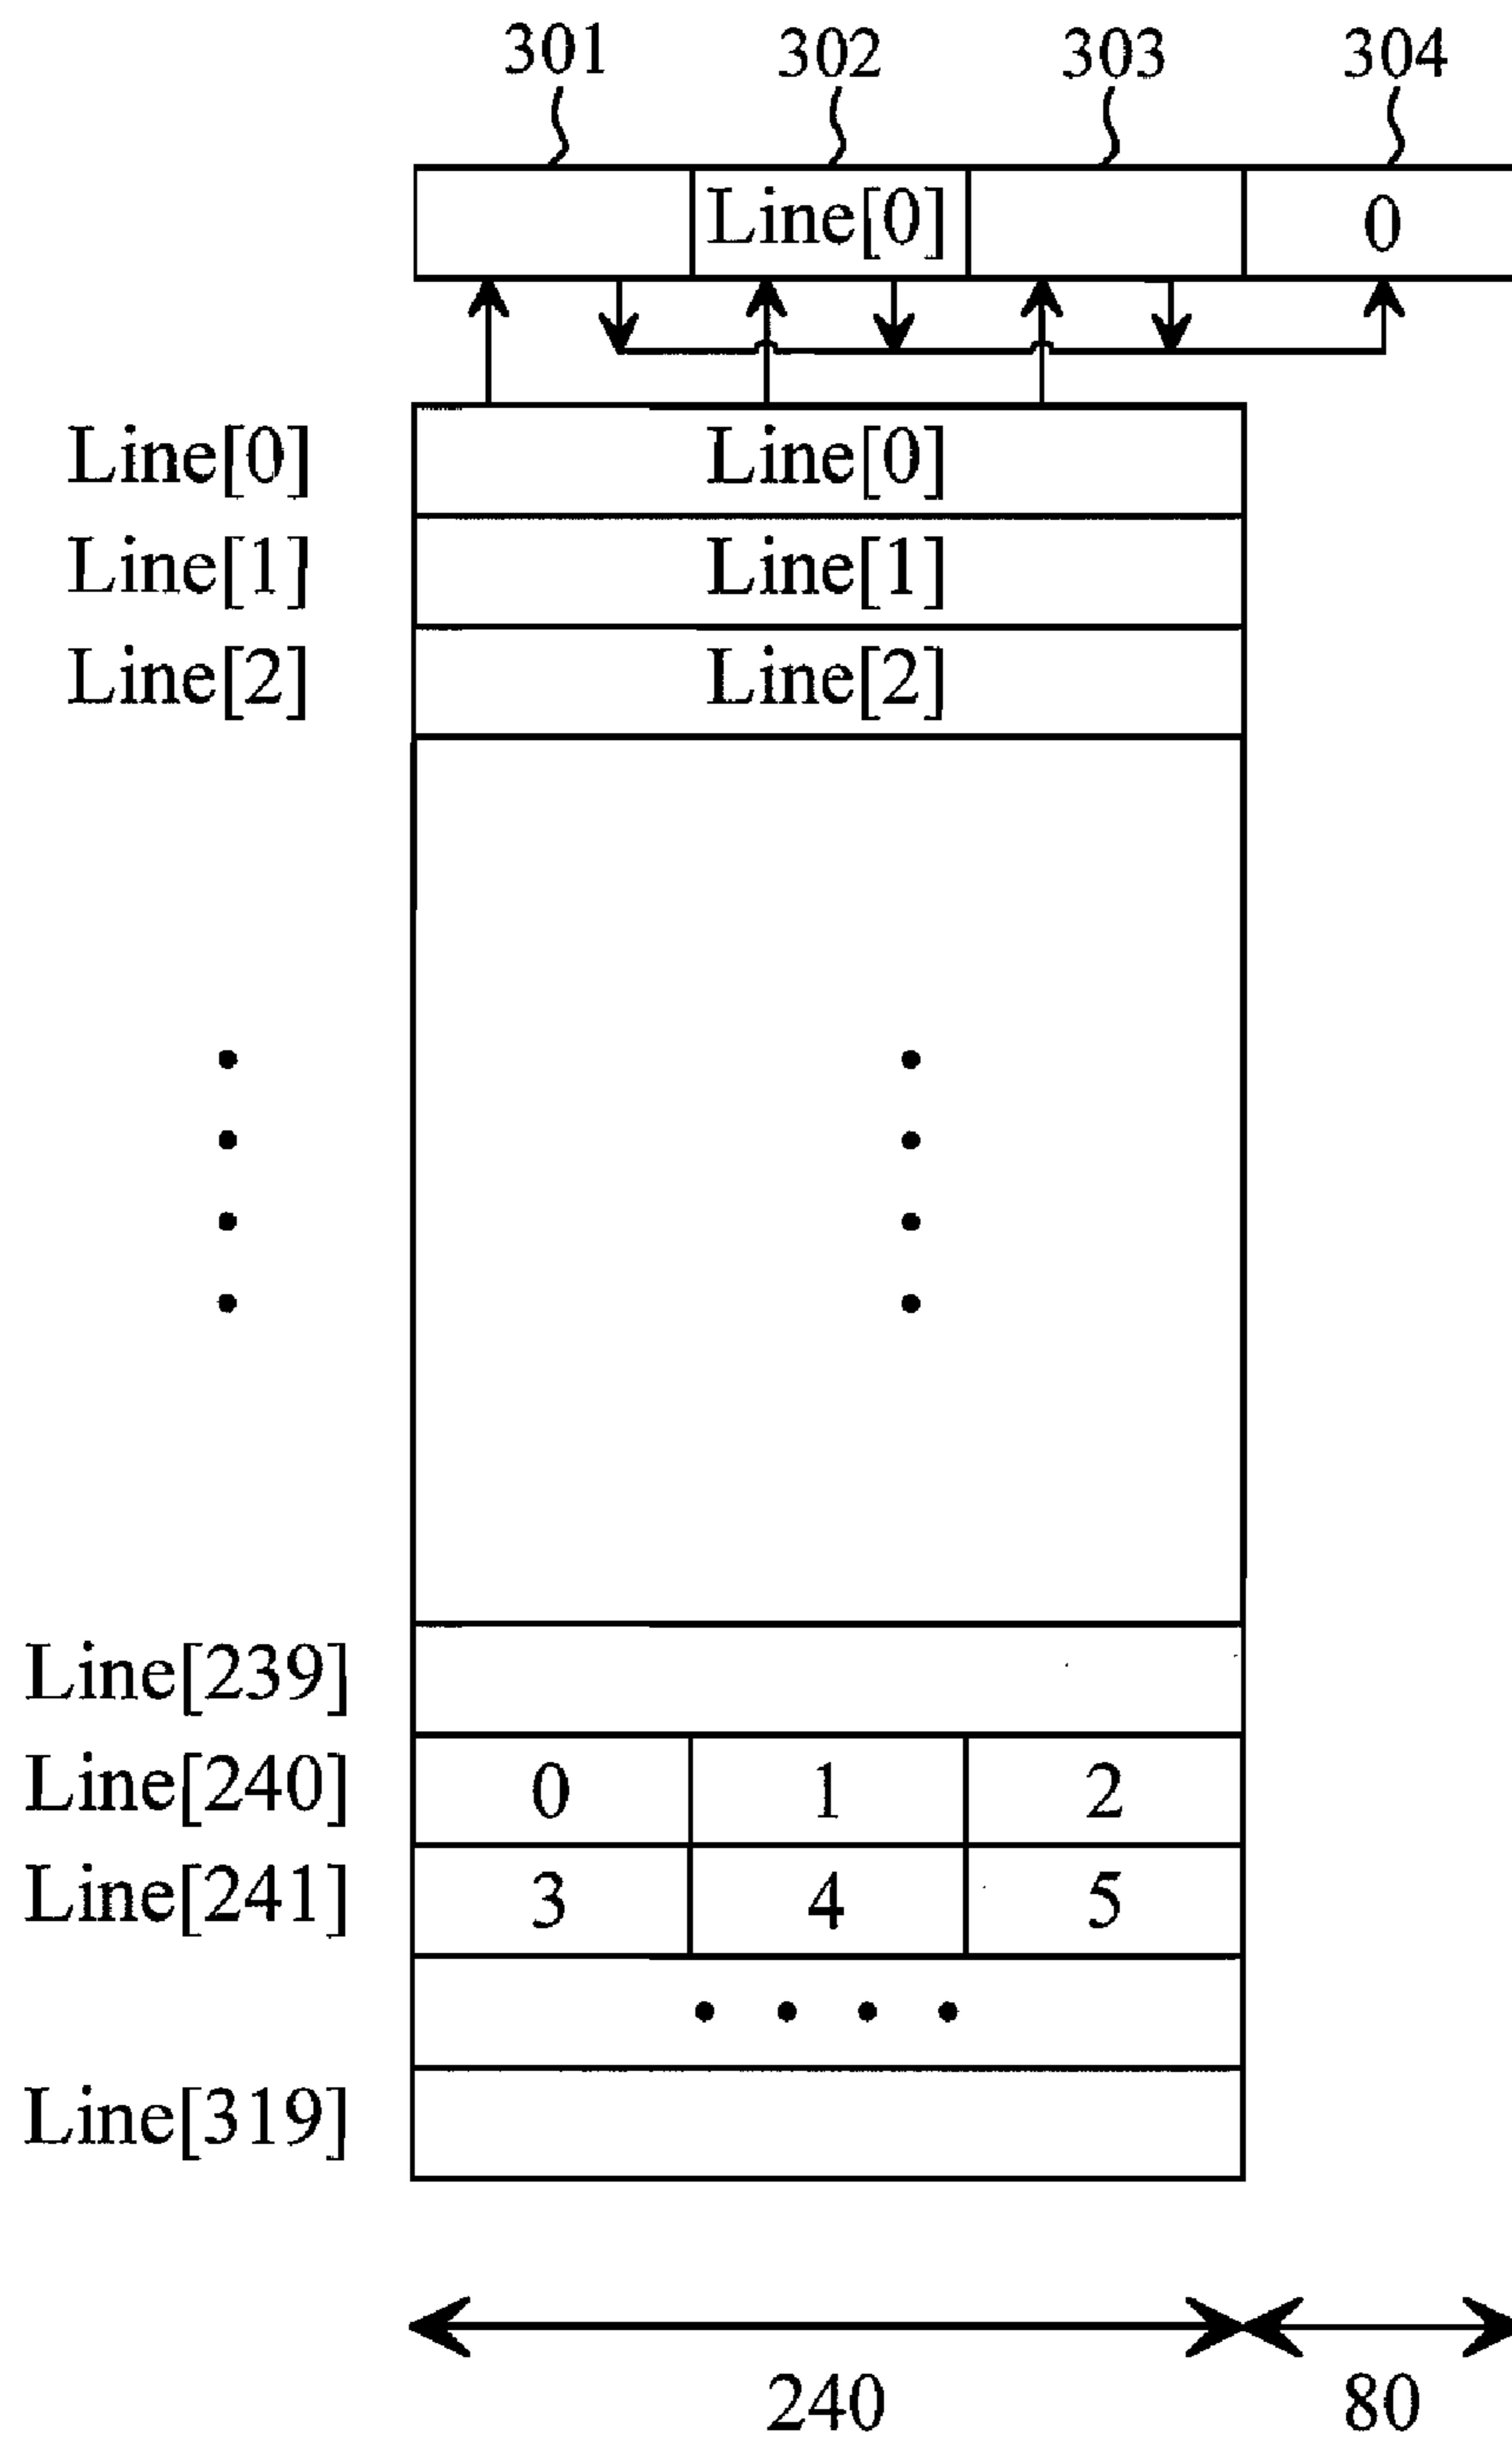 301 302 303 304
Line[0] 0
Line[0] Line[0]
Line[1] Line[1]
Line[2] Line[2]
Line[239]
Line[240] 0 1 2
Line[241] 3 4 5
Line[319]
240 80